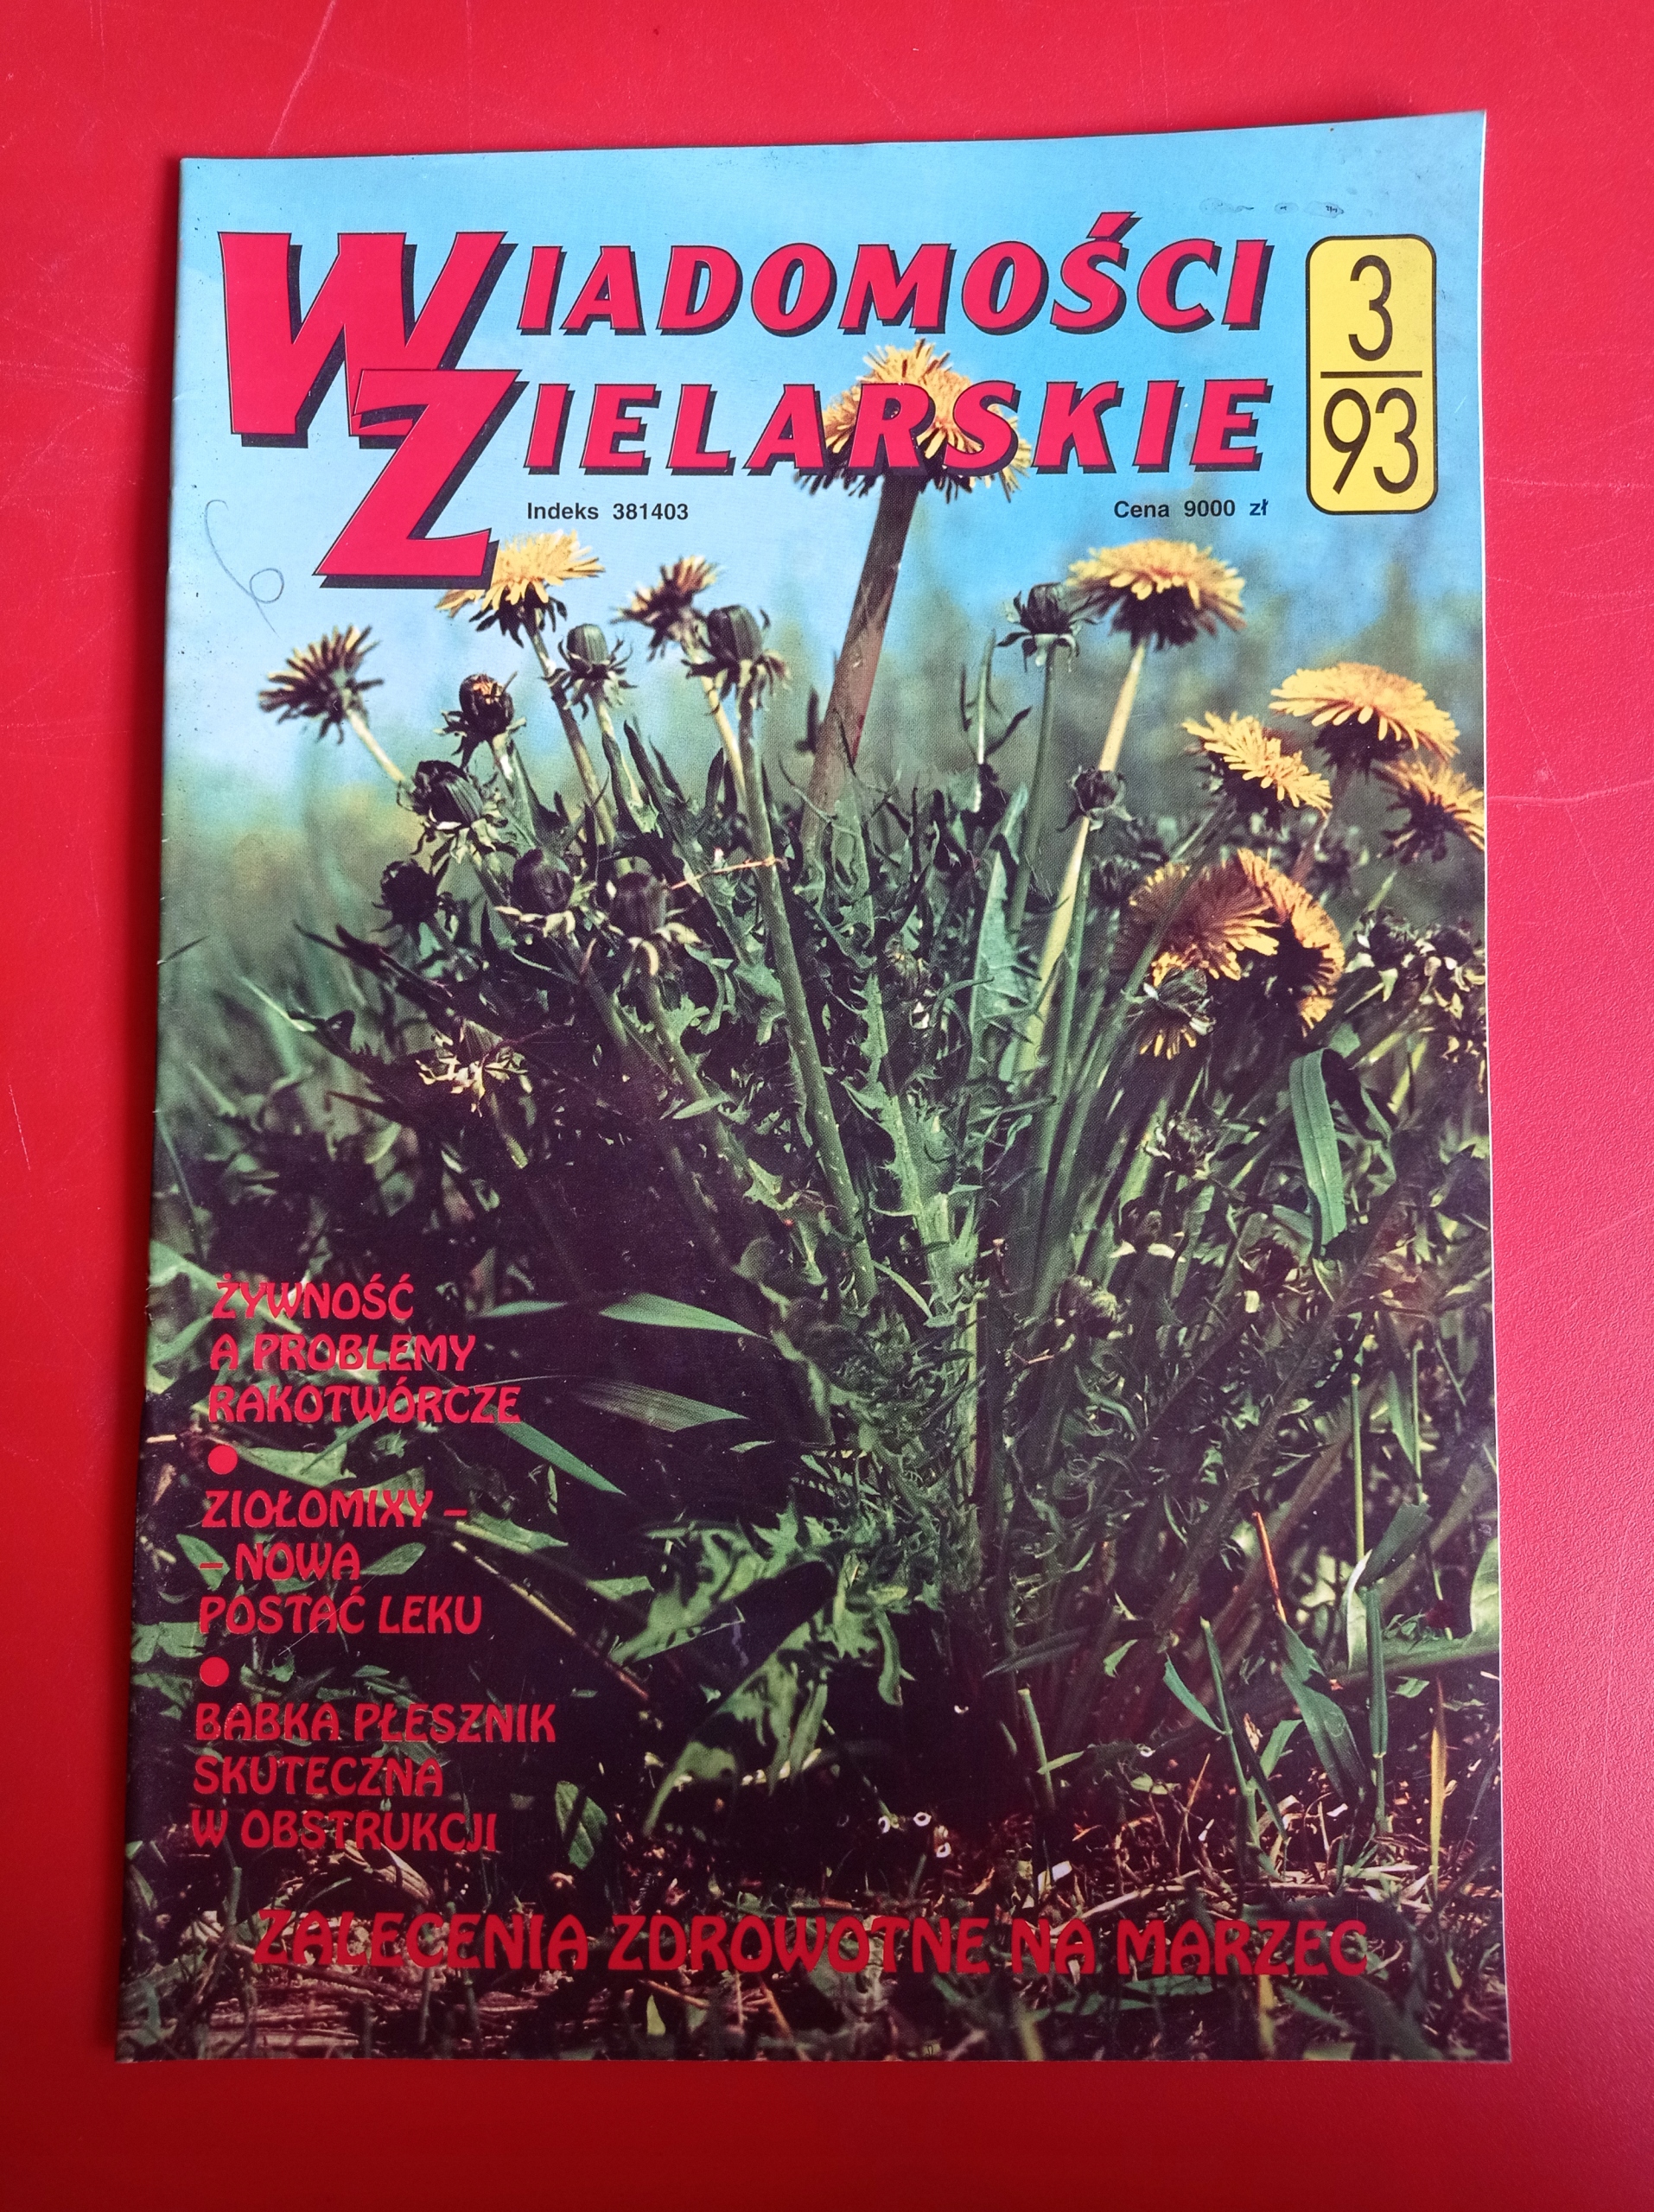 WIADOMOŚCI
ZIELARSKIE
3
93
Indeks 381403
Cena 9000 zł
6
ŻYWNOŚĆ
A PROBLEMY
RAKOTWÓRCZE
●
ZIOŁOMIXY –
– NOWA
POSTAĆ LEKU
●
BABKA PŁESZNIK
SKUTECZNA
W OBSTRUKCJI
ZALECENIA ZDROWOTNE NA MARZEC